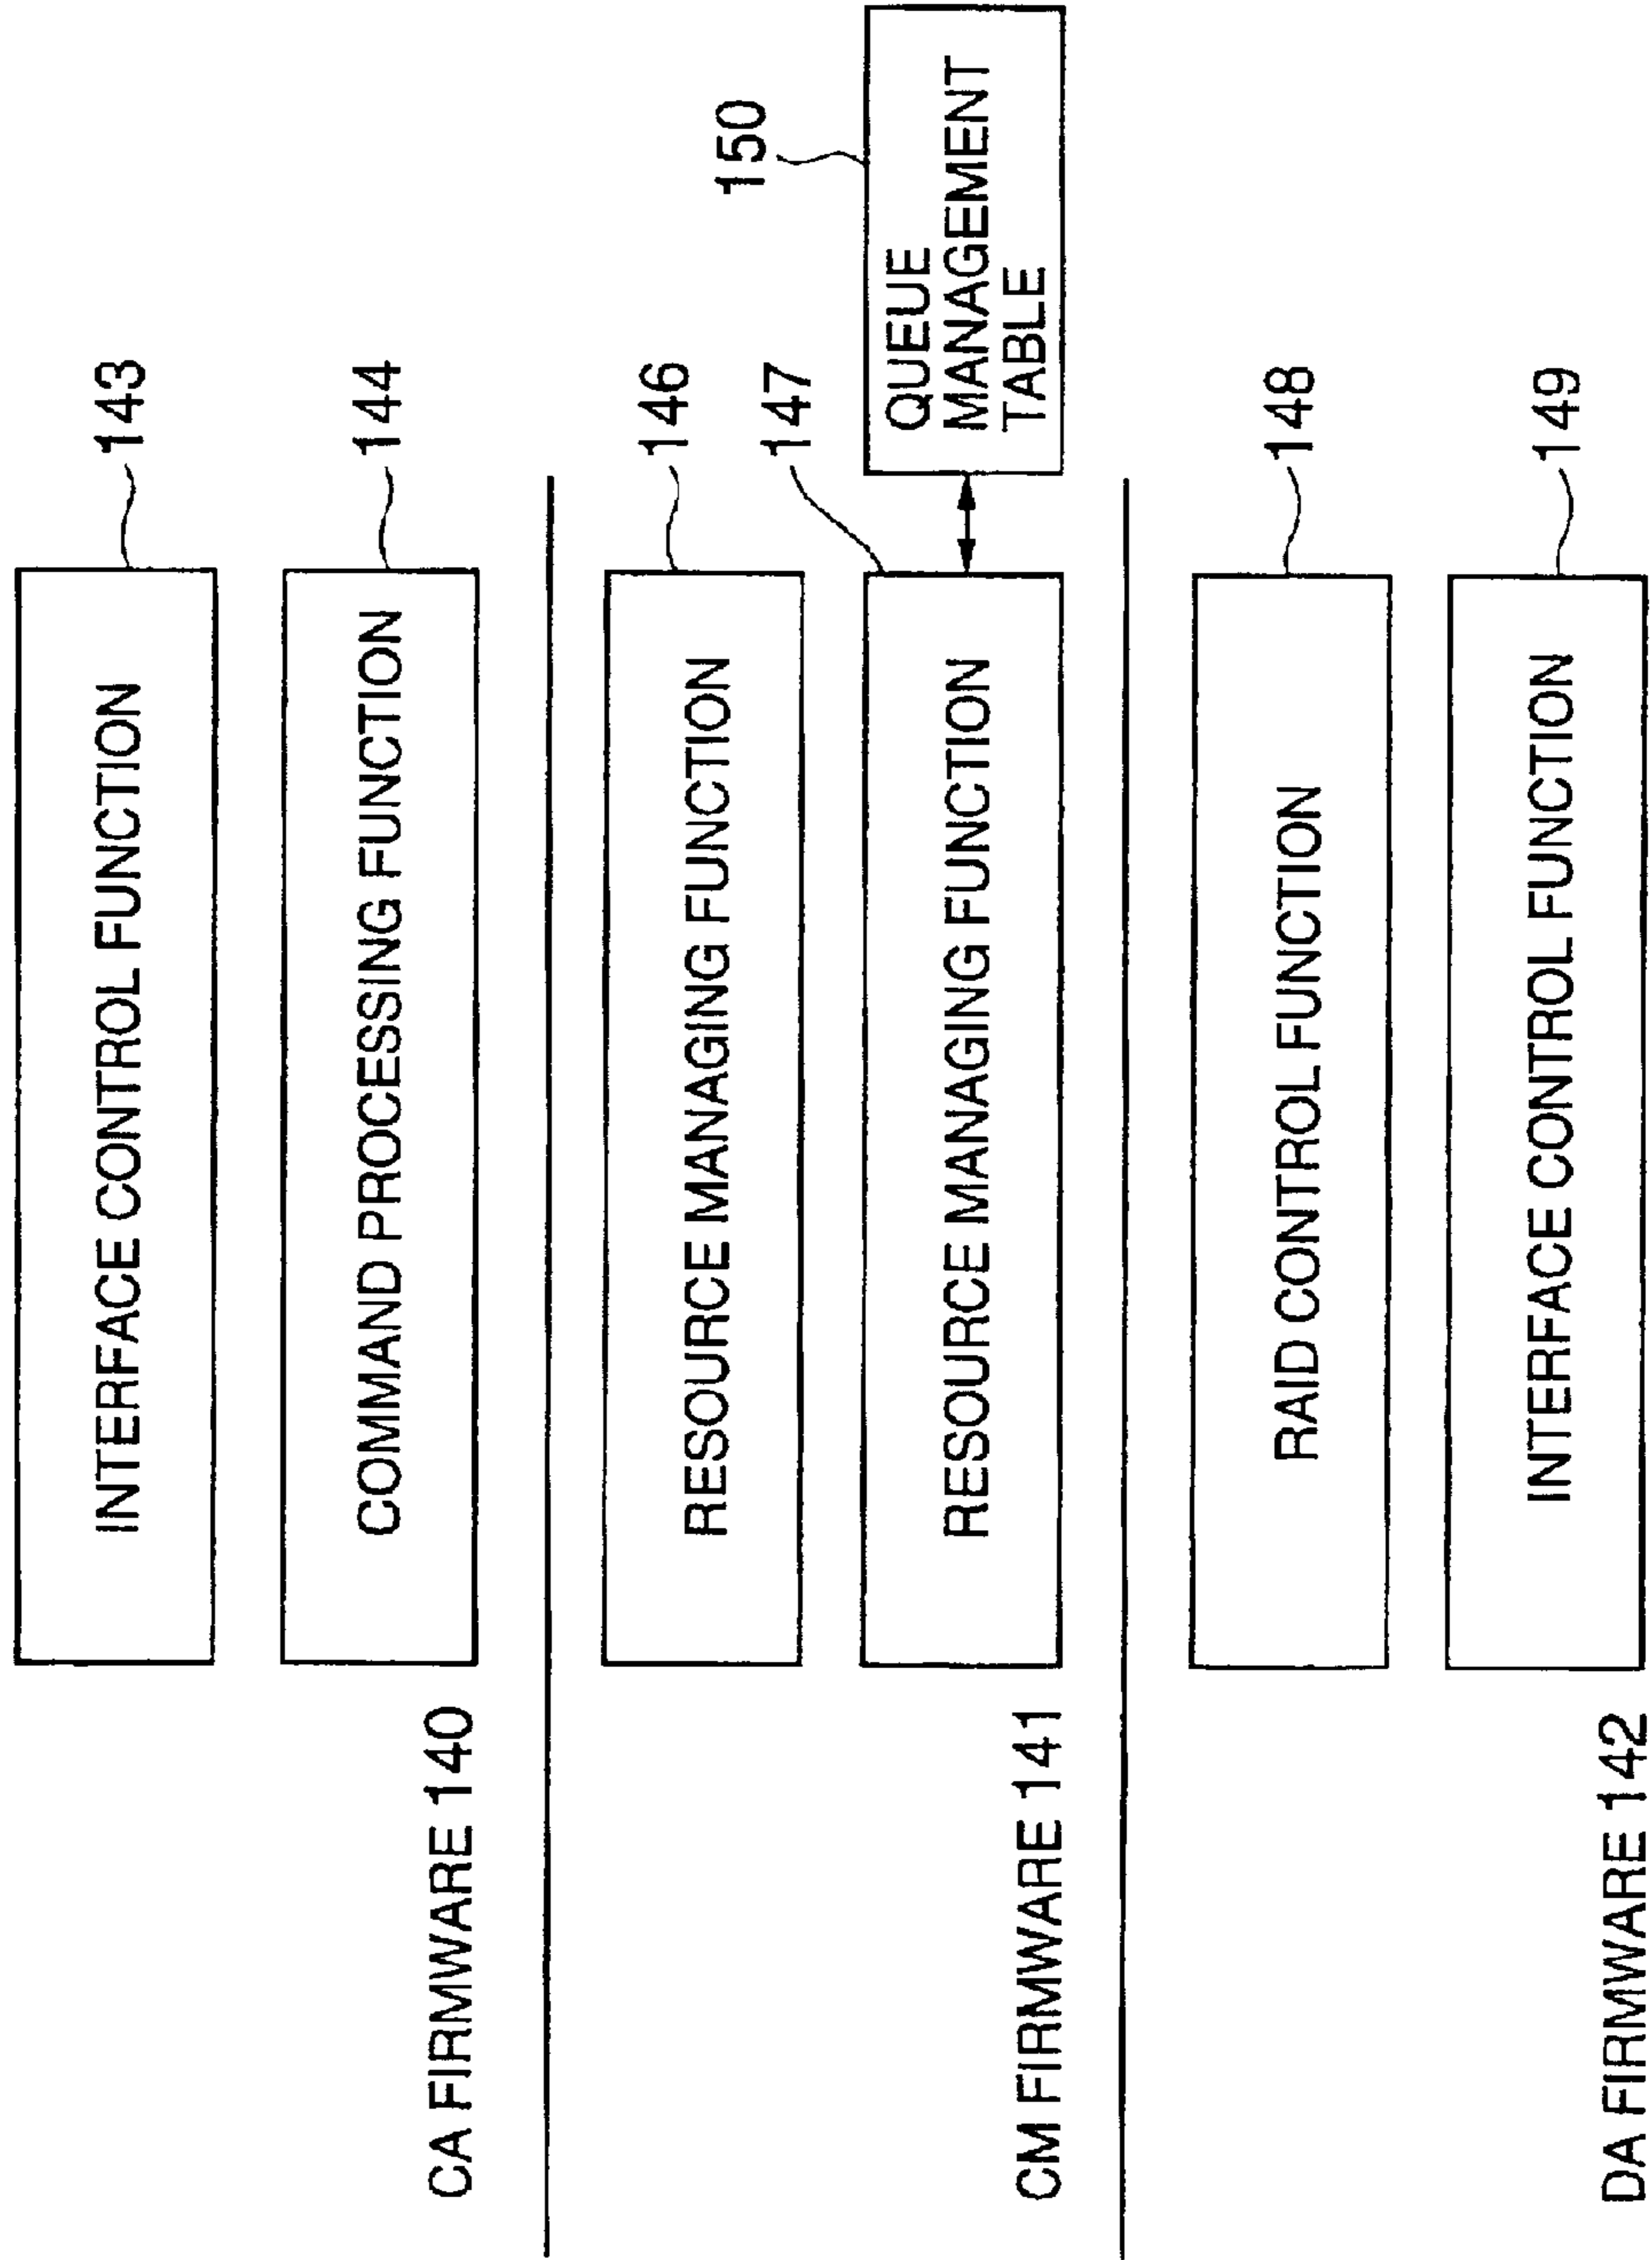 INTERFACE CONTROL FUNCTION
143
COMMAND PROCESSING FUNCTION
144
CA FIRMWARE 140
RESOURCE MANAGING FUNCTION
146
RESOURCE MANAGING FUNCTION
147
QUEUE
MANAGEMENT
TABLE
150
CM FIRMWARE 141
RAID CONTROL FUNCTION
148
INTERFACE CONTROL FUNCTION
149
DA FIRMWARE 142